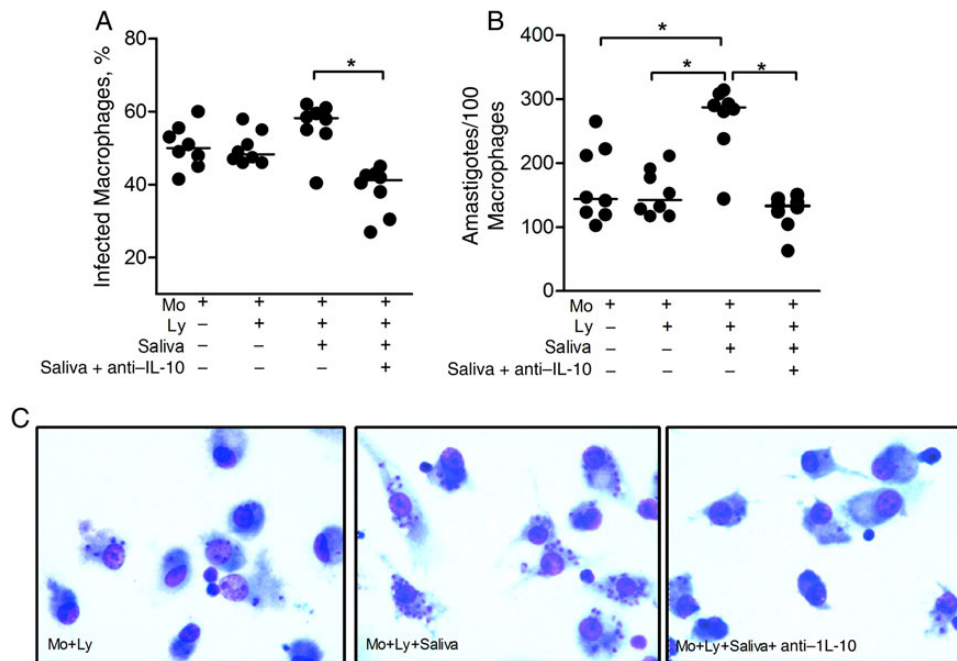 A
Infected Macrophages, %
80
60
40
20
*
Mo + + + +
Ly – + + +
Saliva – – + +
Saliva + anti–IL-10 – – – +
B
Amastigotes/100
Macrophages
400
300
200
100
0
*
* *
Mo + + + +
Ly – + + +
Saliva – – + +
Saliva + anti–IL-10 – – – +
C
Mo+Ly
Mo+Ly+Saliva
Mo+Ly+Saliva+ anti–1L-10